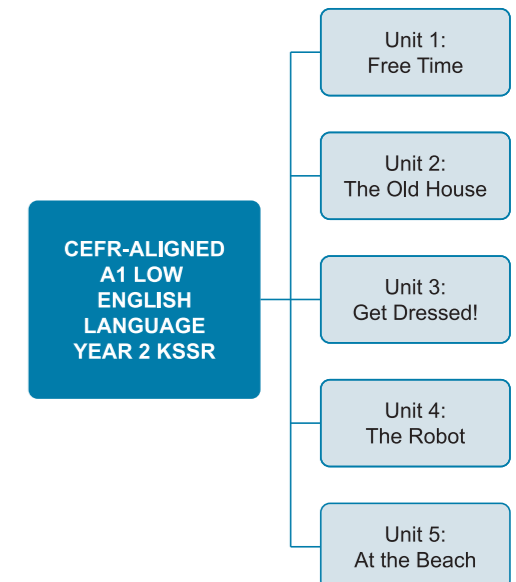 CEFR-ALIGNED
A1 LOW
ENGLISH
LANGUAGE
YEAR 2 KSSR
Unit 1:
Free Time
Unit 2:
The Old House
Unit 3:
Get Dressed!
Unit 4:
The Robot
Unit 5:
At the Beach